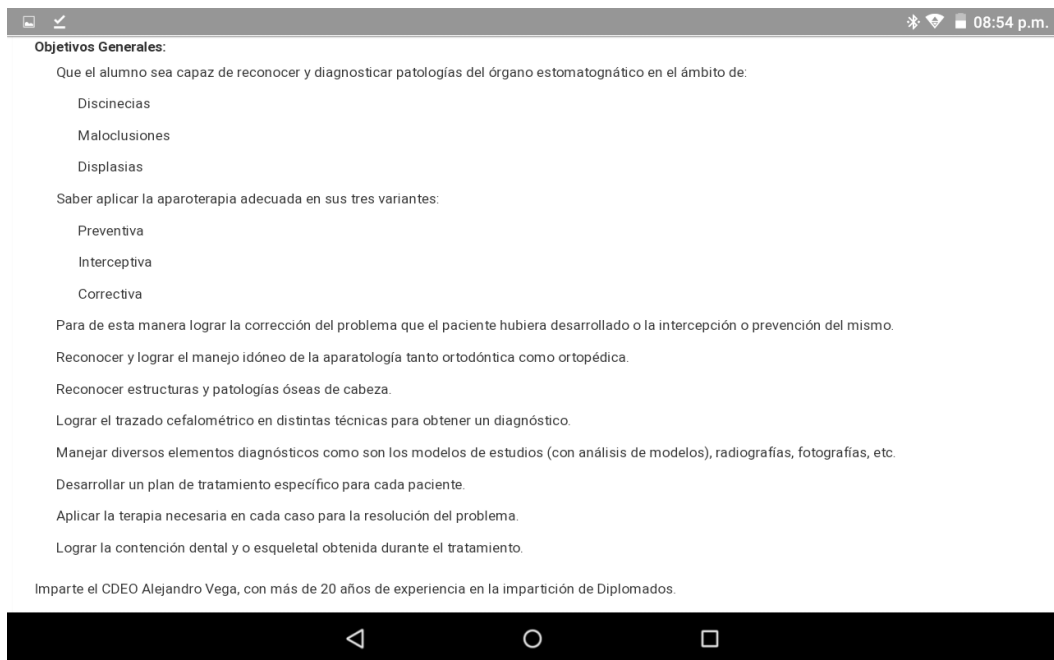 08:54 p.m.
Objetivos Generales:
Que el alumno sea capaz de reconocer y diagnosticar patologías del órgano estomatognático en el ámbito de:
Discinecias
Maloclusiones
Displasias
Saber aplicar la aparoterapia adecuada en sus tres variantes:
Preventiva
Interceptiva
Correctiva
Para de esta manera lograr la corrección del problema que el paciente hubiera desarrollado o la intercepción o prevención del mismo.
Reconocer y lograr el manejo idóneo de la aparatología tanto ortodóntica como ortopédica.
Reconocer estructuras y patologías óseas de cabeza.
Lograr el trazado cefalométrico en distintas técnicas para obtener un diagnóstico.
Manejar diversos elementos diagnósticos como son los modelos de estudios (con análisis de modelos), radiografías, fotografías, etc.
Desarrollar un plan de tratamiento específico para cada paciente.
Aplicar la terapia necesaria en cada caso para la resolución del problema.
Lograr la contención dental y o esqueletal obtenida durante el tratamiento.
Imparte el CDEO Alejandro Vega, con más de 20 años de experiencia en la impartición de Diplomados.